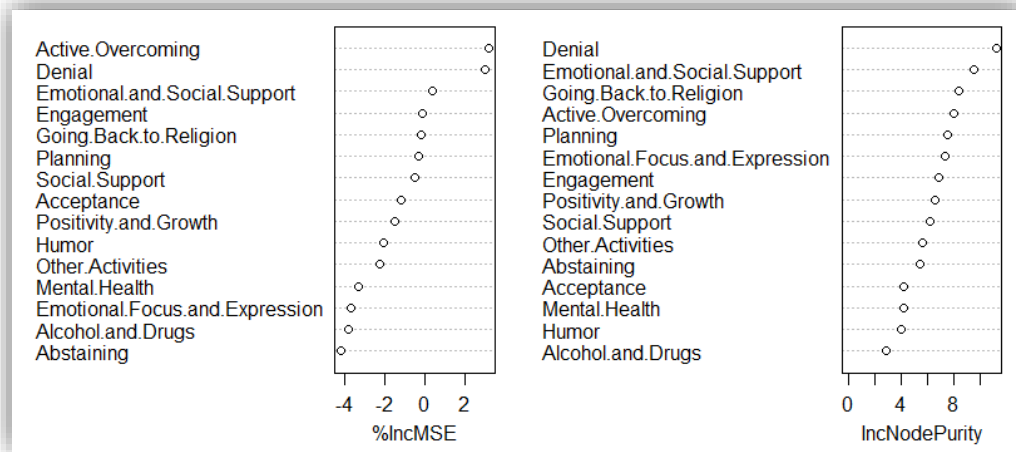 Active.Overcoming
Denial
Emotional.and.Social.Support
Engagement
Going.Back.to.Religion
Planning
Social.Support
Acceptance
Positivity.and.Growth
Humor
Other.Activities
Mental.Health
Emotional.Focus.and.Expression
Alcohol.and.Drugs
Abstaining
-4 -2 0 2
%IncMSE
Denial
Emotional.and.Social.Support
Going.Back.to.Religion
Active.Overcoming
Planning
Emotional.Focus.and.Expression
Engagement
Positivity.and.Growth
Social.Support
Other.Activities
Abstaining
Acceptance
Mental.Health
Humor
Alcohol.and.Drugs
0 4 8
IncNodePurity